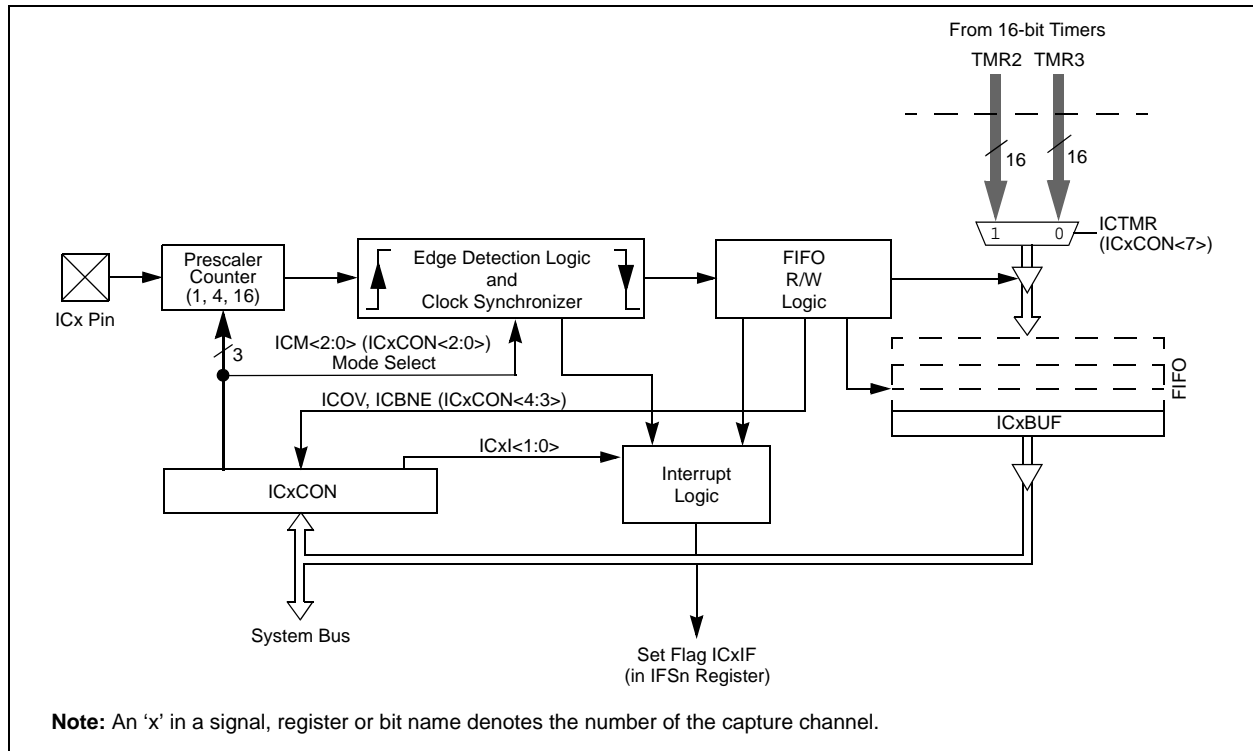 From 16-bit Timers
TMR2 TMR3
16 16
1 0
ICTMR
(ICxCON<7>)
Prescaler
Counter
(1, 4, 16)
Edge Detection Logic
and
Clock Synchronizer
FIFO
R/W
Logic
ICx Pin
3
ICM<2:0> (ICxCON<2:0>)
Mode Select
FIFO
ICOV, ICBNE (ICxCON<4:3>)
ICxBUF
ICxI<1:0>
Interrupt
Logic
ICxCON
System Bus
Set Flag ICxIF
(in IFSn Register)
Note: An ‘x’ in a signal, register or bit name denotes the number of the capture channel.